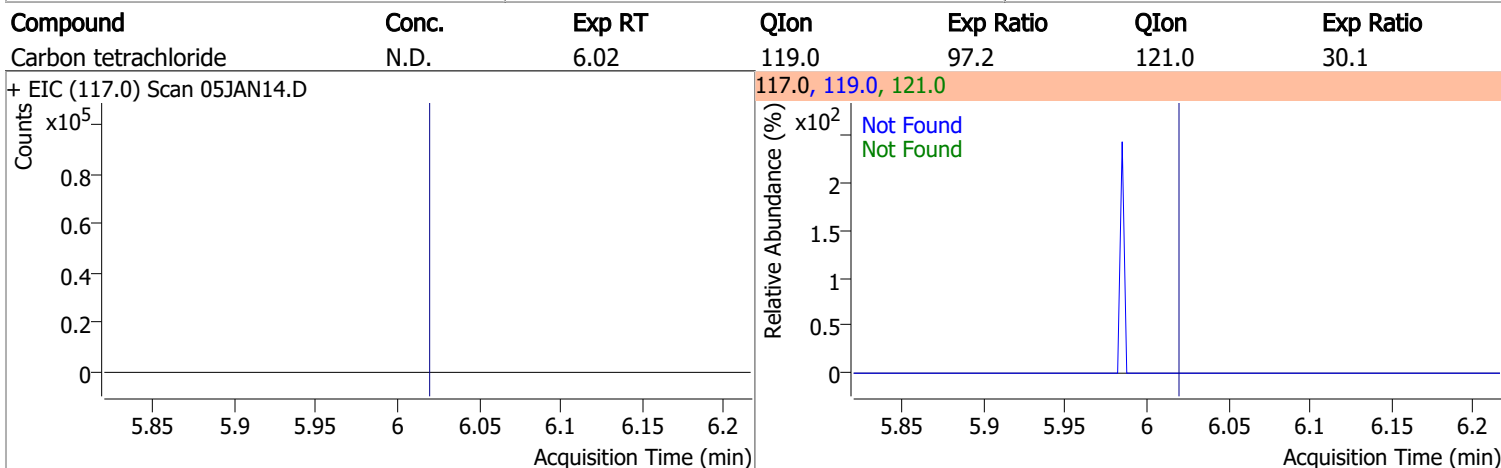 Compound Conc. Exp RT QIon Exp Ratio QIon Exp Ratio
Carbon tetrachloride N.D. 6.02 119.0 97.2 121.0 30.1
+ EIC (117.0) Scan 05JAN14.D
Counts
x10^5
0.8
0.6
0.4
0.2
0
5.85 5.9 5.95 6 6.05 6.1 6.15 6.2
Acquisition Time (min)
117.0, 119.0, 121.0
Relative Abundance (%)
x10^2
Not Found
Not Found
2
1.5
1
0.5
0
5.85 5.9 5.95 6 6.05 6.1 6.15 6.2
Acquisition Time (min)